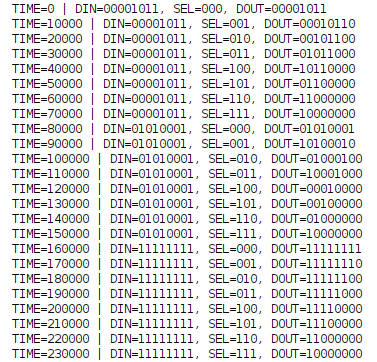 TIME=0 | DIN=00001011, SEL=000, DOUT=00001011
TIME=10000 | DIN=00001011, SEL=001, DOUT=00010110
TIME=20000 | DIN=00001011, SEL=010, DOUT=00101100
TIME=30000 | DIN=00001011, SEL=011, DOUT=01011000
TIME=40000 | DIN=00001011, SEL=100, DOUT=10110000
TIME=50000 | DIN=00001011, SEL=101, DOUT=01100000
TIME=60000 | DIN=00001011, SEL=110, DOUT=11000000
TIME=70000 | DIN=00001011, SEL=111, DOUT=10000000
TIME=80000 | DIN=01010001, SEL=000, DOUT=01010001
TIME=90000 | DIN=01010001, SEL=001, DOUT=10100010
TIME=100000 | DIN=01010001, SEL=010, DOUT=01000100
TIME=110000 | DIN=01010001, SEL=011, DOUT=10001000
TIME=120000 | DIN=01010001, SEL=100, DOUT=00010000
TIME=130000 | DIN=01010001, SEL=101, DOUT=00100000
TIME=140000 | DIN=01010001, SEL=110, DOUT=01000000
TIME=150000 | DIN=01010001, SEL=111, DOUT=10000000
TIME=160000 | DIN=11111111, SEL=000, DOUT=11111111
TIME=170000 | DIN=11111111, SEL=001, DOUT=11111110
TIME=180000 | DIN=11111111, SEL=010, DOUT=11111100
TIME=190000 | DIN=11111111, SEL=011, DOUT=11111000
TIME=200000 | DIN=11111111, SEL=100, DOUT=11110000
TIME=210000 | DIN=11111111, SEL=101, DOUT=11100000
TIME=220000 | DIN=11111111, SEL=110, DOUT=11000000
TIME=230000 | DIN=11111111, SEL=111, DOUT=10000000